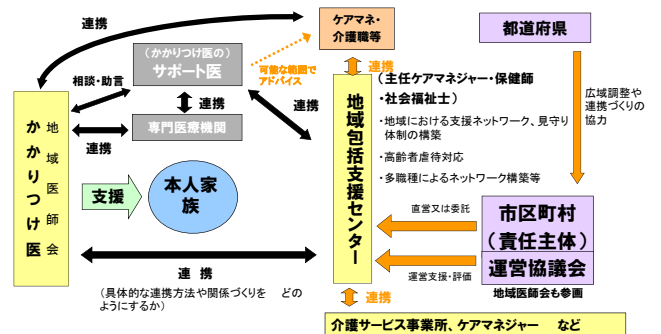 連携
ケアマネ・
介護職等
都道府県
(かかりつけ医の)
サポート医
可能な範囲で
アドバイス
連携
相談・助言
連携
連携
(主任ケアマネジャー・保健師
・社会福祉士)
広域調整や
連携づくりの
協力
地域医師会
かかりつけ医
連携
専門医療機関
地域包括支援センター
・地域における支援ネットワーク、見守り
体制の構築
・高齢者虐待対応
・多職種によるネットワーク構築等
支援
本人家
族
直営又は委託
市区町村
(責任主体)
運営協議会
運営支援・評価
地域医師会も参画
連 携
(具体的な連携方法や関係づくりを どの
ようにするか)
連携
介護サービス事業所、ケアマネジャー など